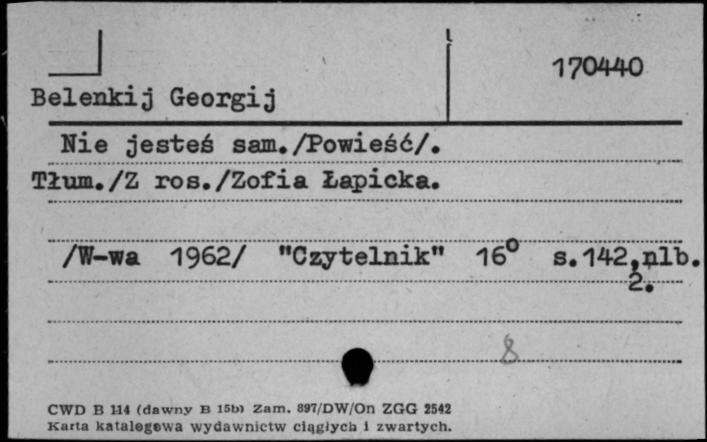 170440
Belenkij Georgij
Nie jesteś sam./Powieść/.
Tłum./Z ros./Zofia Łapicka.
/W-wa 1962/ "Czytelnik" 16° s.142,nlb.
2.
8
CWD B 114 (dawny B 15b) Zam. 897/DW/On ZGG 2542
Karta katalogowa wydawnictw ciągłych i zwartych.